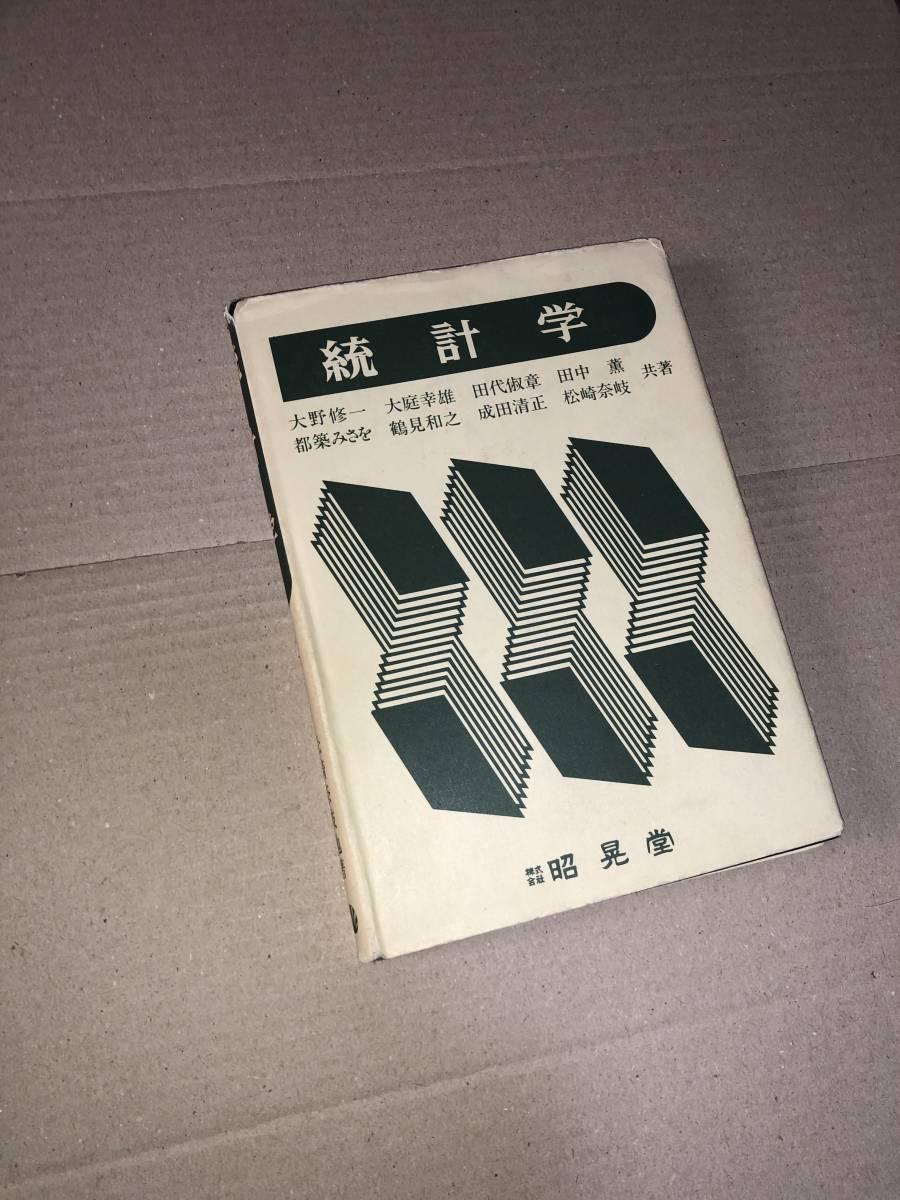 統計学
大野修一 大庭幸雄 田代俶章 田中薫 共著
都築みさを 鶴見和之 成田清正 松崎奈岐
株式会社 昭晃堂